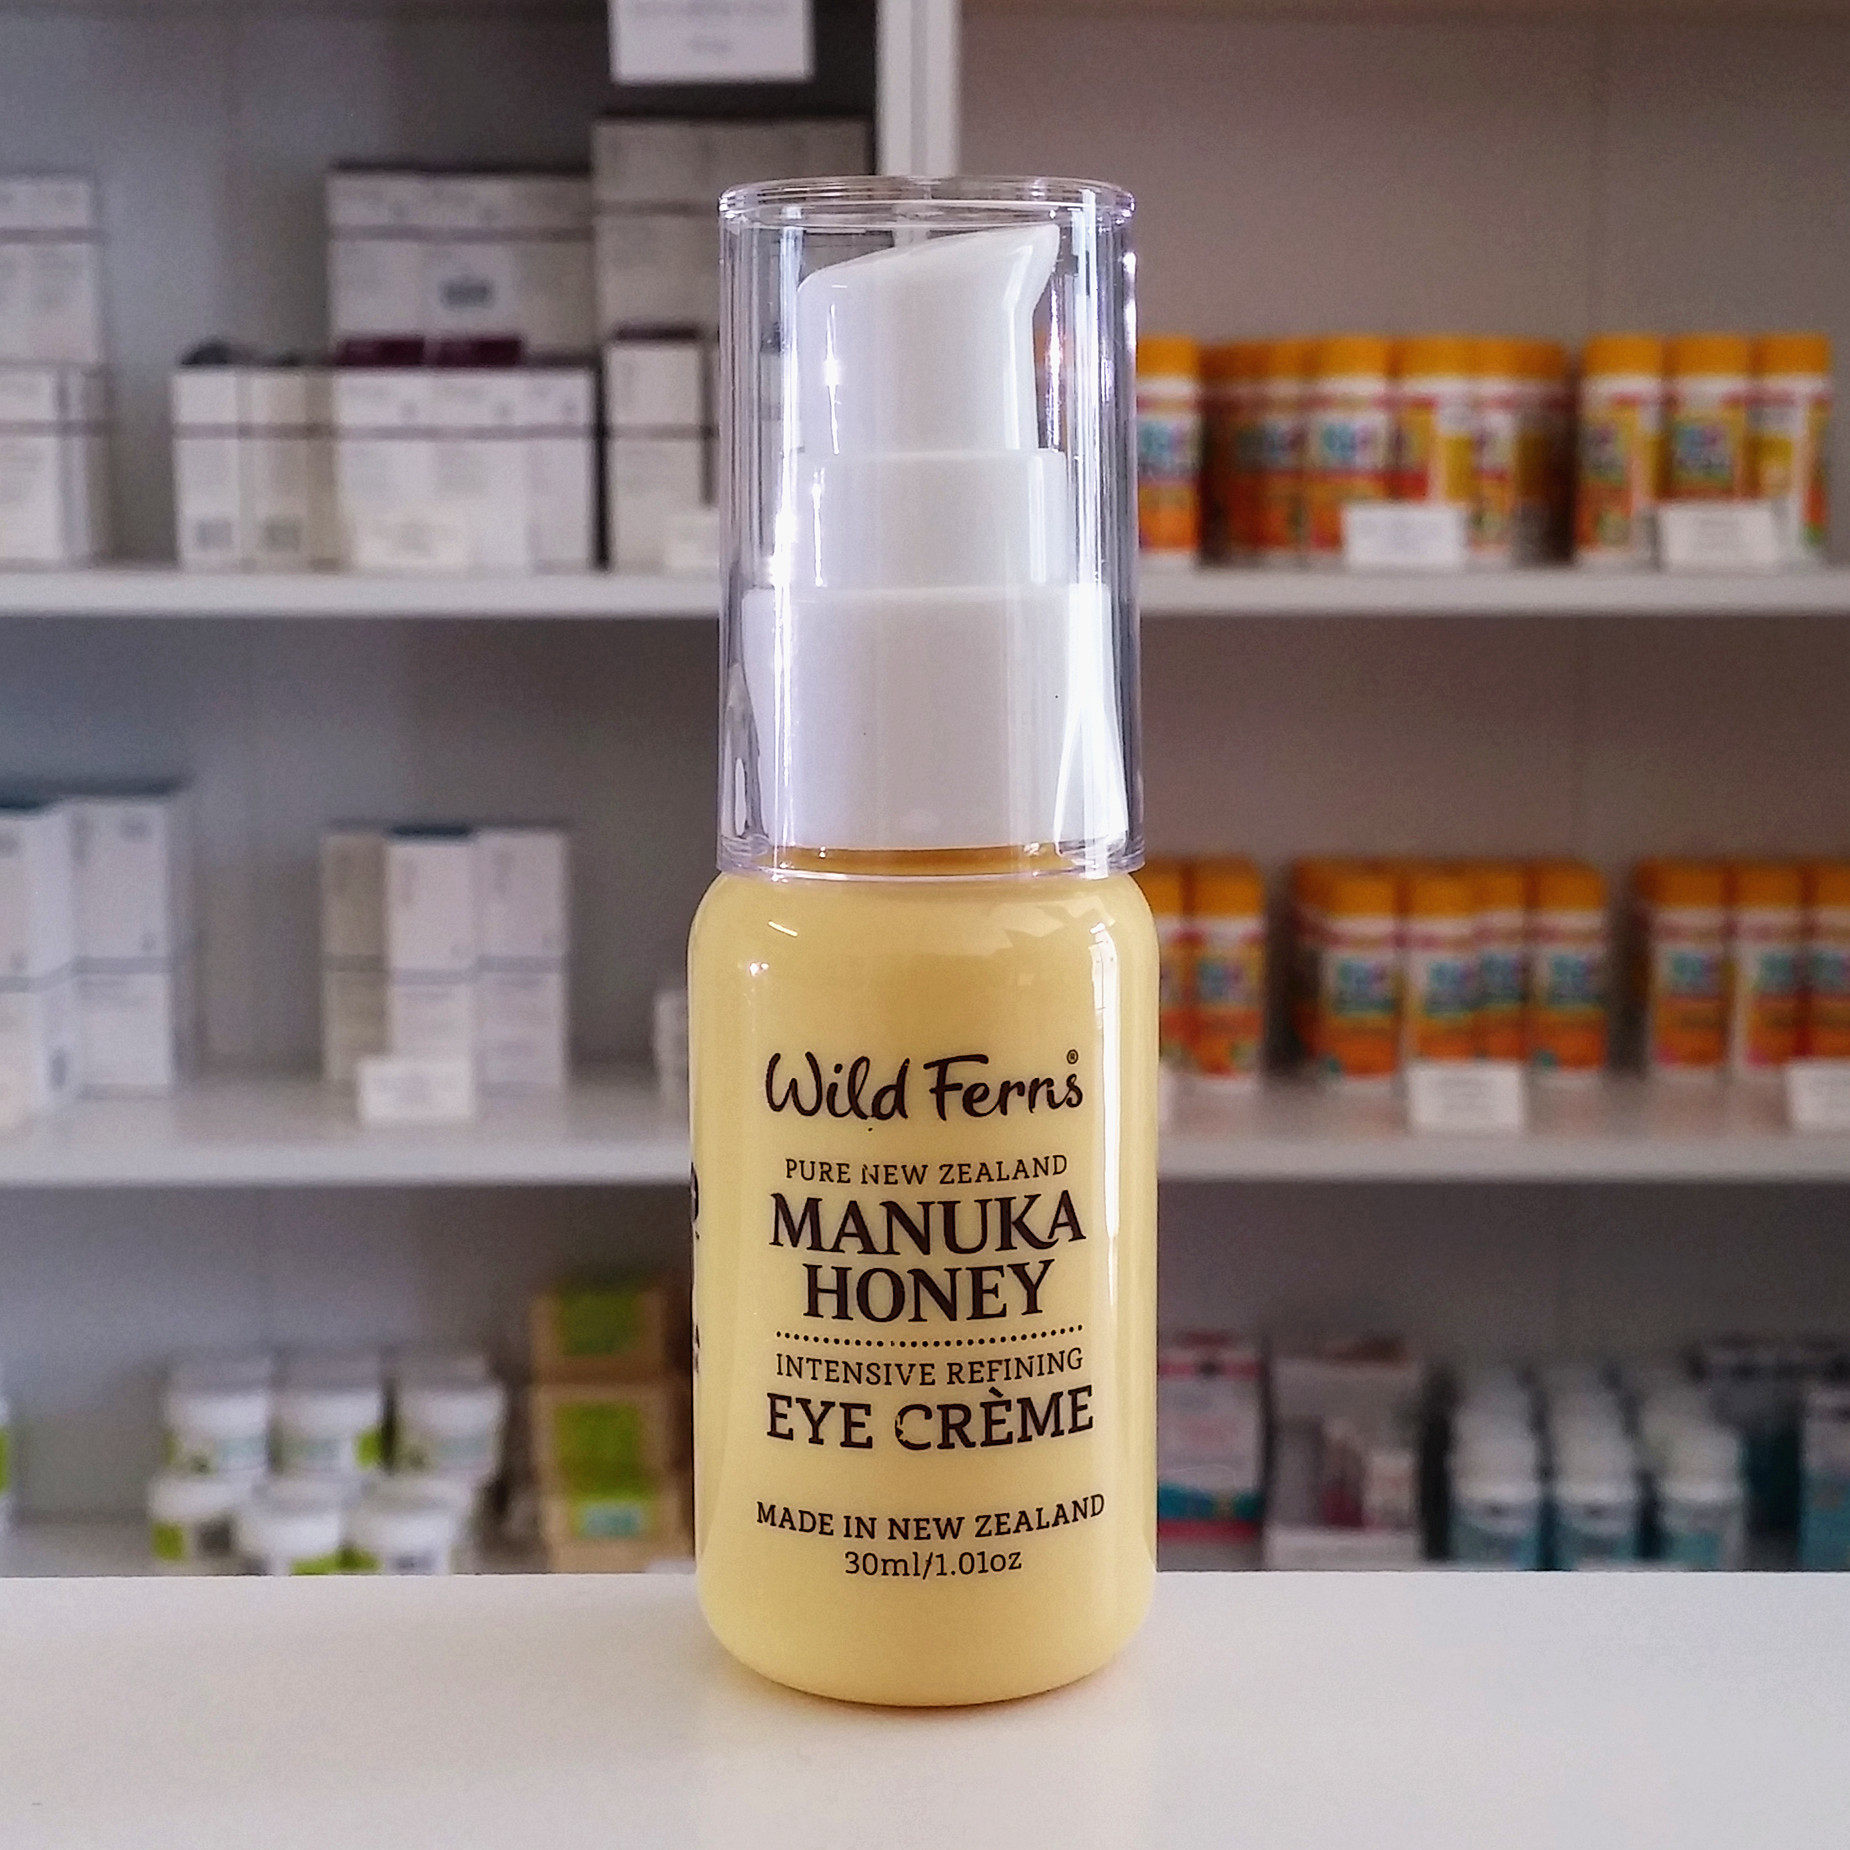 Wild Ferns®
PURE NEW ZEALAND
MANUKA
HONEY
INTENSIVE REFINING
EYE CRÈME
MADE IN NEW ZEALAND
30ml/1.01oz